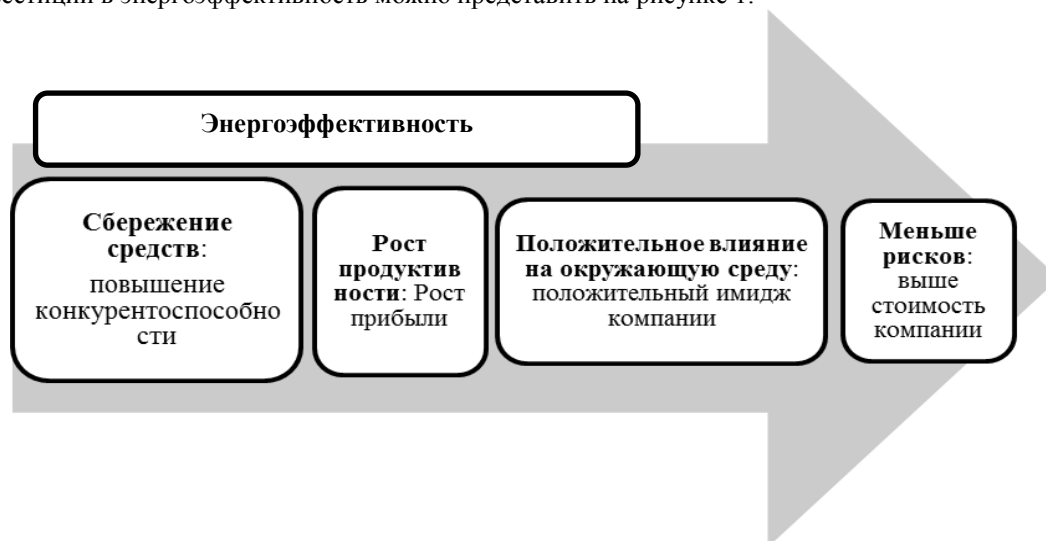 в энергоэффективность можно представить на рисунке 1.
Энергоэффективность
Сбережение
средств:
повышение
конкурентоспособно
сти
Рост
продуктив
ности: Рост
прибыли
Положительное влияние
на окружающую среду:
положительный имидж
компании
Меньше
рисков:
выше
стоимость
компании